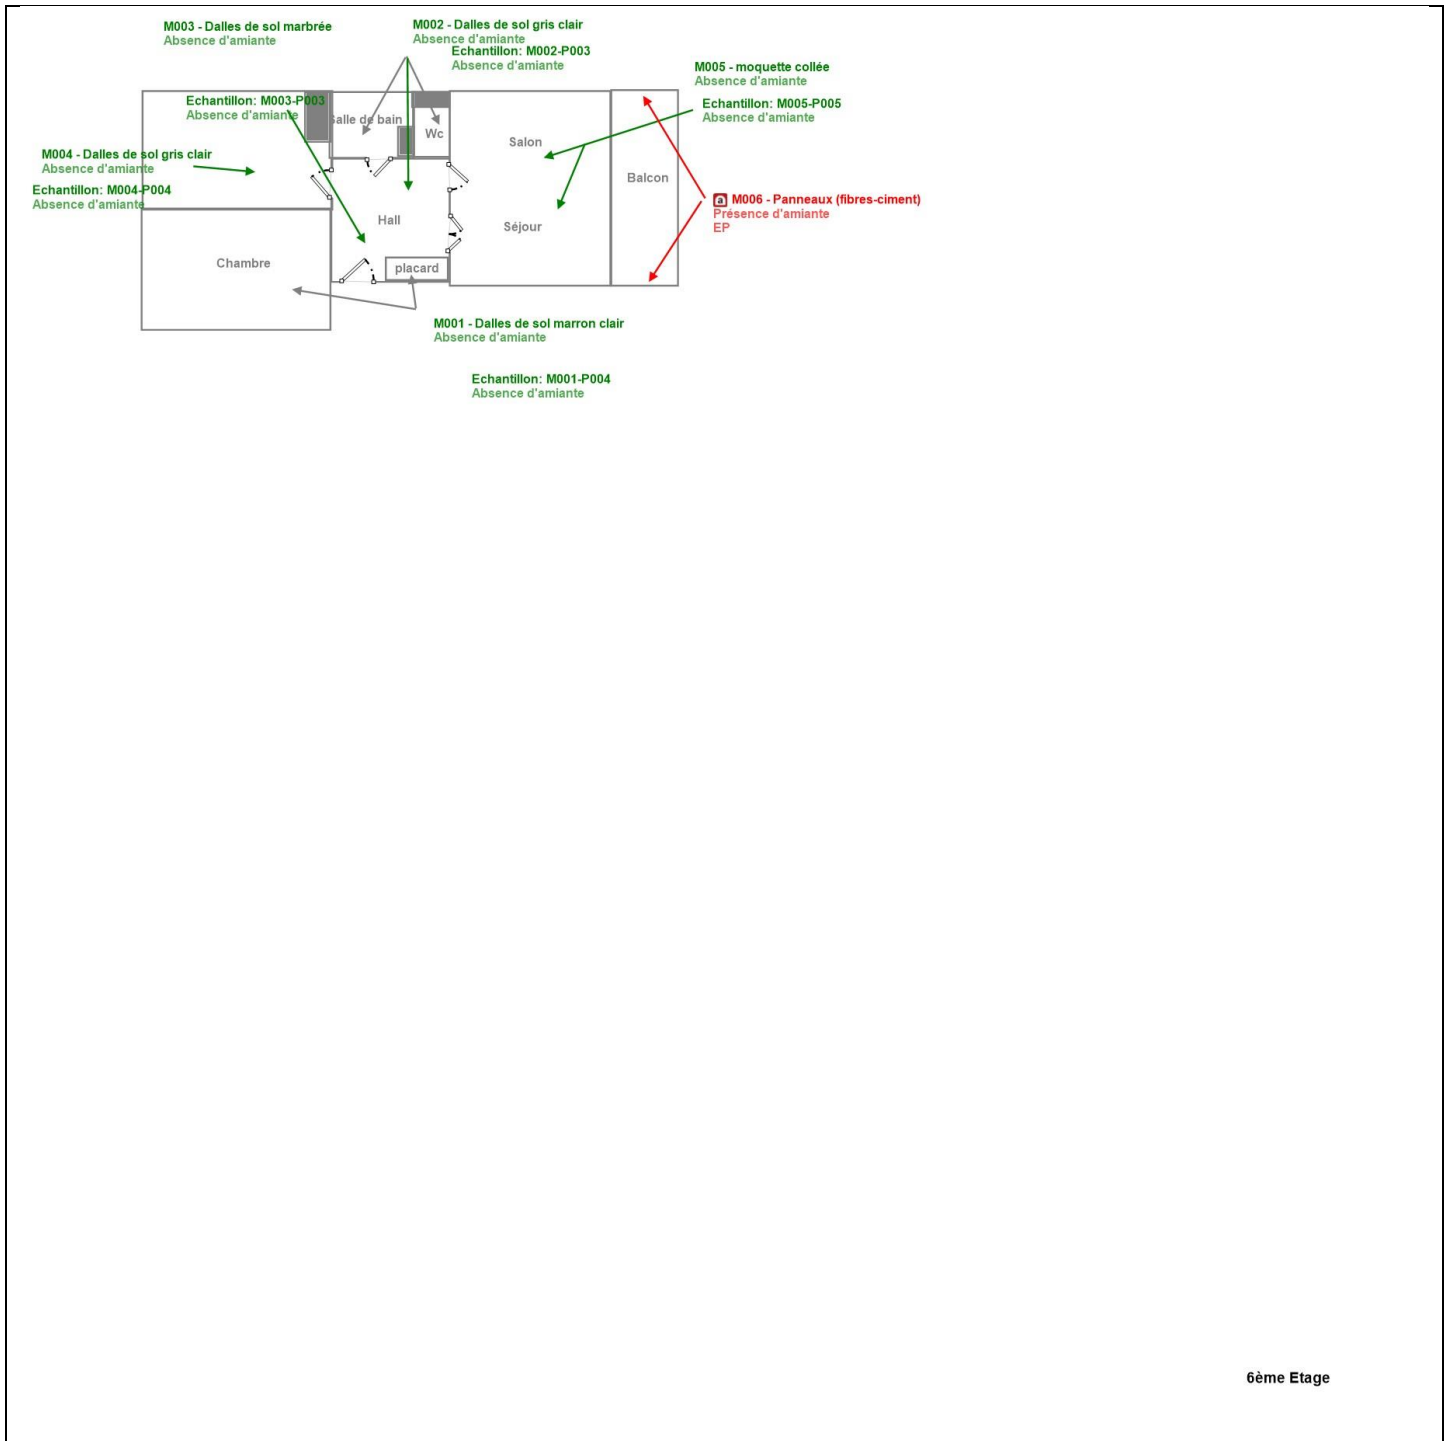 M003 - Dalles de sol marbrée
Absence d'amiante
M002 - Dalles de sol gris clair
Absence d'amiante
Echantillon: M002-P003
Absence d'amiante
M005 - moquette collée
Absence d'amiante
Echantillon: M005-P005
Absence d'amiante
Echantillon: M003-P003
Absence d'amiante
Salle de bain
Wc
Salon
Balcon
M004 - Dalles de sol gris clair
Absence d'amiante
Echantillon: M004-P004
Absence d'amiante
a M006 - Panneaux (fibres-ciment)
Présence d'amiante
EP
Hall
Séjour
Chambre
placard
M001 - Dalles de sol marron clair
Absence d'amiante
Echantillon: M001-P004
Absence d'amiante
6ème Etage